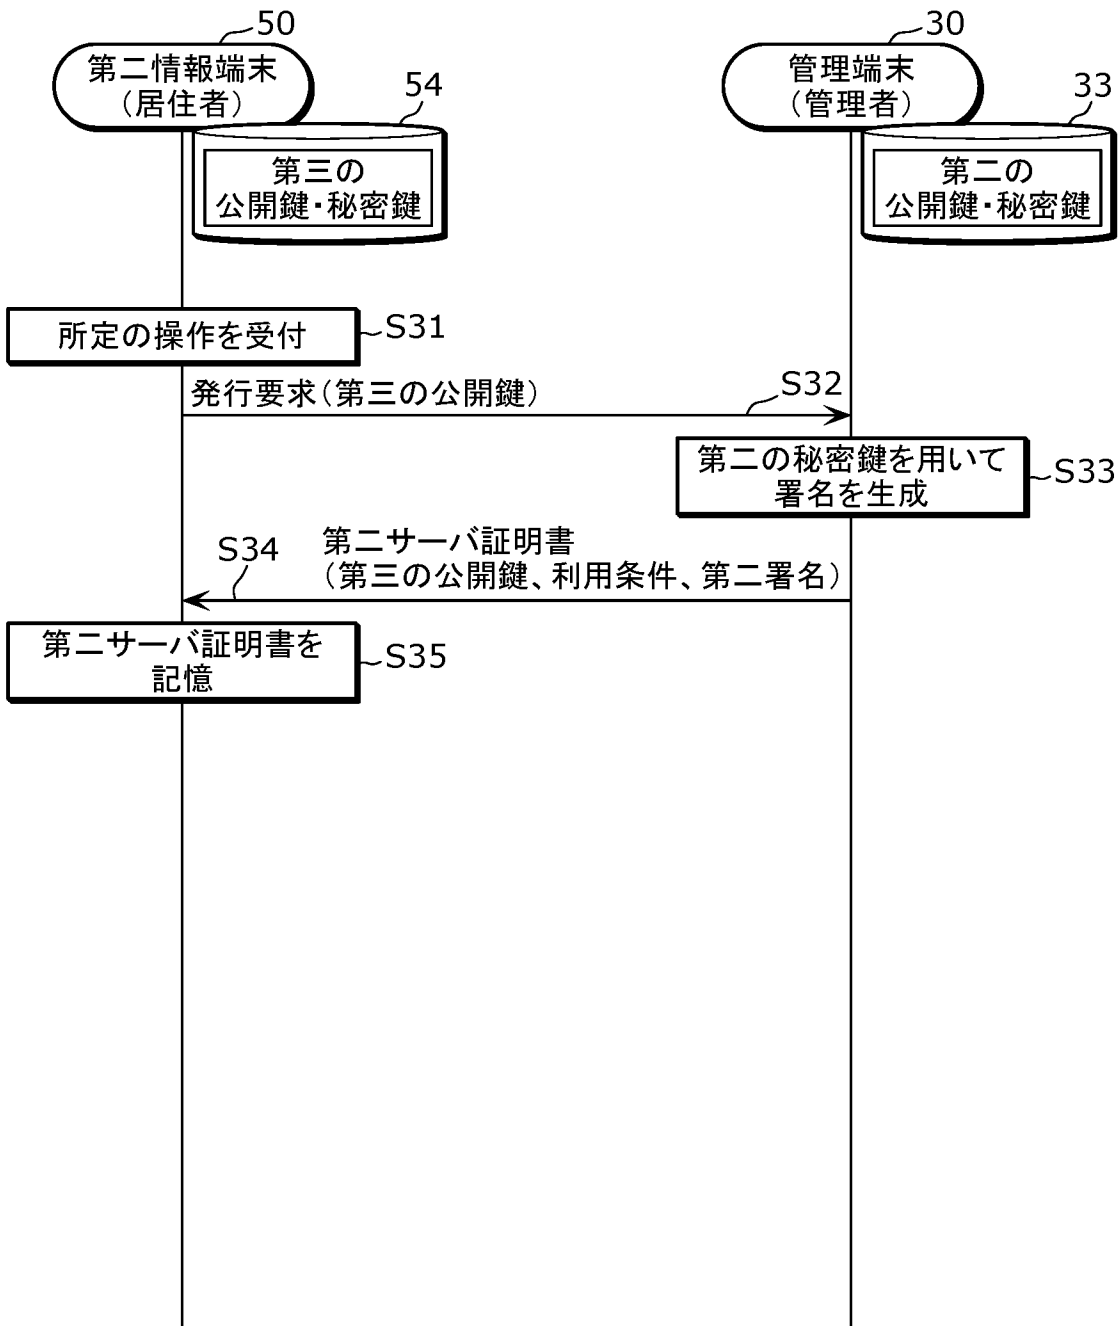 50
第二情報端末
（居住者）
54
第三の
公開鍵・秘密鍵
30
管理端末
（管理者）
33
第二の
公開鍵・秘密鍵
所定の操作を受付
S31
発行要求（第三の公開鍵）
S32
第二の秘密鍵を用いて
署名を生成
S33
S34
第二サーバ証明書
（第三の公開鍵、利用条件、第二署名）
第二サーバ証明書を
記憶
S35